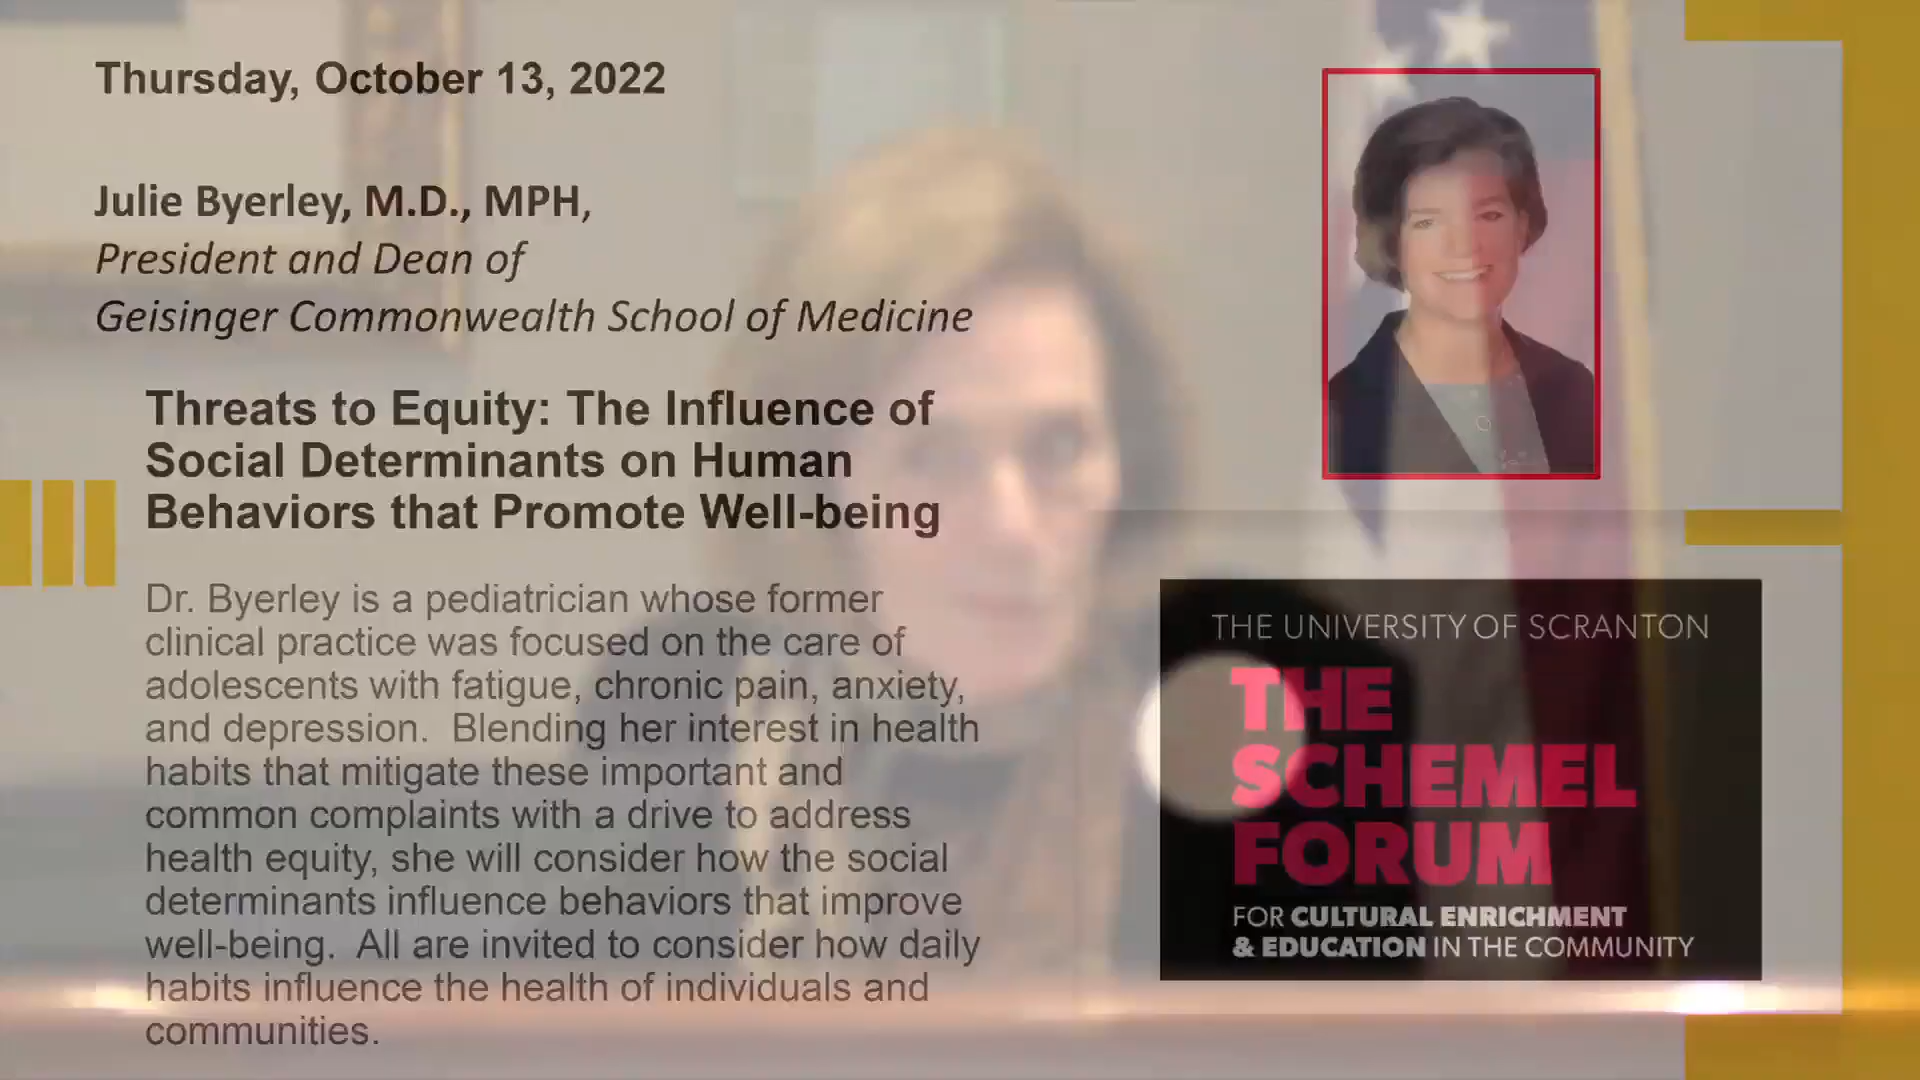 Thursday, October 13, 2022
Julie Byerley, M.D., MPH,
President and Dean of
Geisinger Commonwealth School of Medicine
Threats to Equity: The Influence of
Social Determinants on Human
Behaviors that Promote Well-being
Dr. Byerley is a pediatrician whose former
clinical practice was focused on the care of
adolescents with fatigue, chronic pain, anxiety,
and depression.  Blending her interest in health
habits that mitigate these important and
common complaints with a drive to address
health equity, she will consider how the social
determinants influence behaviors that improve
well-being.  All are invited to consider how daily
habits influence the health of individuals and
communities.
THE UNIVERSITY OF SCRANTON
THE
SCHEMEL
FORUM
FOR CULTURAL ENRICHMENT
& EDUCATION IN THE COMMUNITY